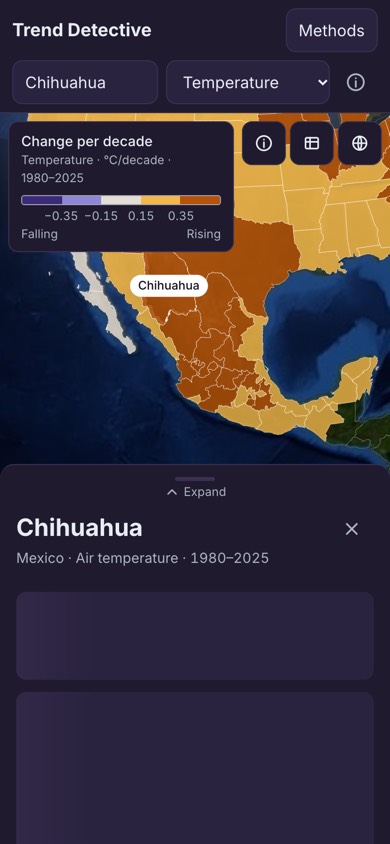 Trend Detective
Methods
Chihuahua
Temperature
Change per decade
Temperature · °C/decade ·
1980–2025
−0.35 −0.15 0.15 0.35
Falling Rising
Chihuahua
Expand
Chihuahua
Mexico · Air temperature · 1980–2025